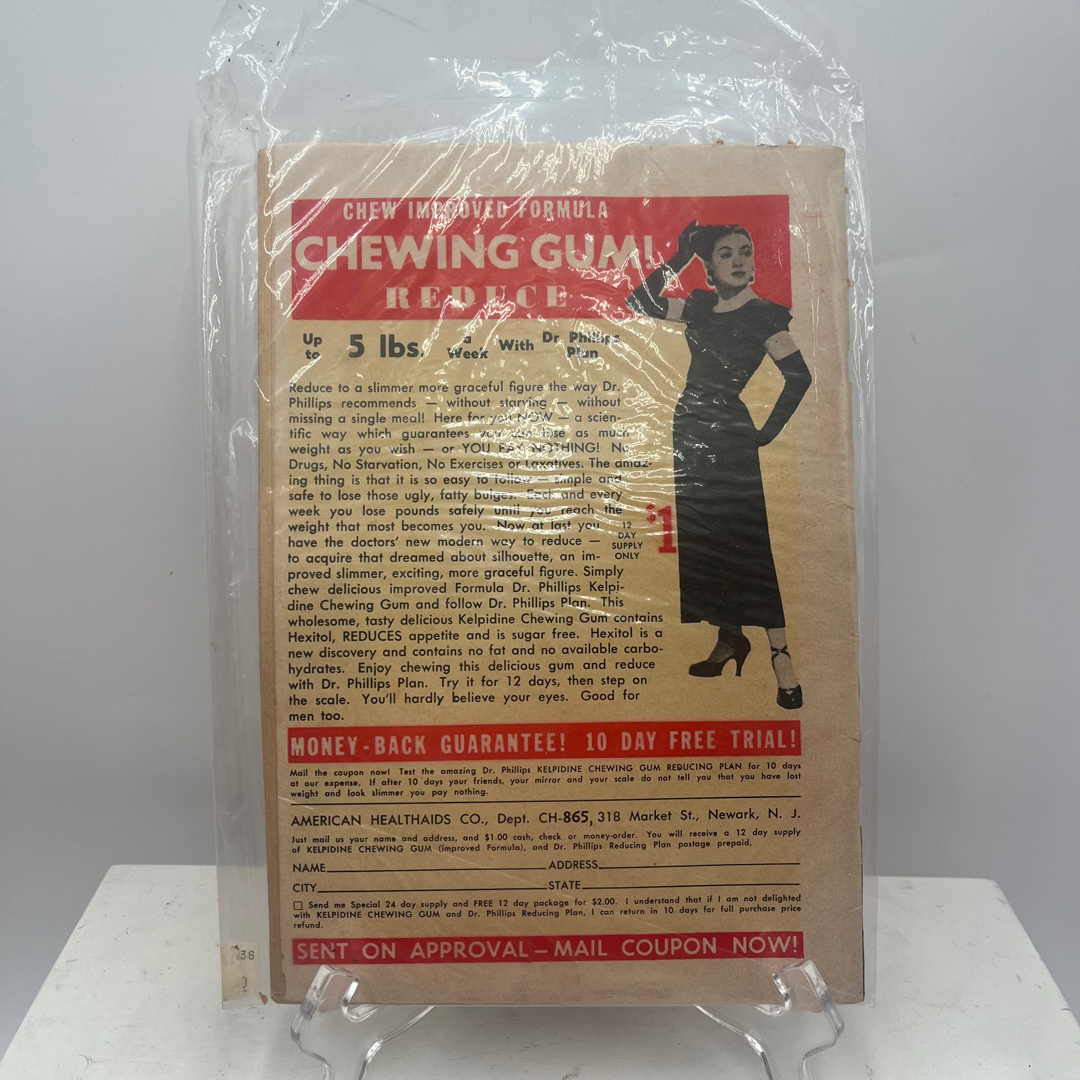 CHEW IMPROVED FORMULA
CHEWING GUM!
REDUCE
Up to 5 lbs. a Week With Dr. Phillips Plan
Reduce to a slimmer more graceful figure the way Dr.
Phillips recommends — without starving — without
missing a single meal! Here for you NOW — a scien-
tific way which guarantees you can lose as much
weight as you wish — or YOU PAY NOTHING! No
Drugs, No Starvation, No Exercises or Laxatives. The amaz-
ing thing is that it is so easy to follow — simple and
safe to lose those ugly, fatty bulges. Each and every
week you lose pounds safely until you reach the
weight that most becomes you. Now at last you
have the doctors' new modern way to reduce —
to acquire that dreamed about silhouette, an im-
proved slimmer, exciting, more graceful figure. Simply
chew delicious improved Formula Dr. Phillips Kelpi-
dine Chewing Gum and follow Dr. Phillips Plan. This
wholesome, tasty delicious Kelpidine Chewing Gum contains
Hexitol, REDUCES appetite and is sugar free. Hexitol is a
new discovery and contains no fat and no available carbo-
hydrates. Enjoy chewing this delicious gum and reduce
with Dr. Phillips Plan. Try it for 12 days, then step on
the scale. You'll hardly believe your eyes. Good for
men too.
12
DAY
SUPPLY
ONLY
$1
MONEY-BACK GUARANTEE! 10 DAY FREE TRIAL!
Mail the coupon now! Test the amazing Dr. Phillips KELPIDINE CHEWING GUM REDUCING PLAN for 10 days
at our expense. If after 10 days your friends, your mirror and your scale do not tell you that you have lost
weight and look slimmer you pay nothing.
AMERICAN HEALTHAIDS CO., Dept. CH-865, 318 Market St., Newark, N. J.
Just mail us your name and address, and $1.00 cash, check or money-order. You will receive a 12 day supply
of KELPIDINE CHEWING GUM (improved Formula), and Dr. Phillips Reducing Plan postage prepaid.
NAME ADDRESS
CITY STATE
Send me Special 24 day supply and FREE 12 day package for $2.00. I understand that if I am not delighted
with KELPIDINE CHEWING GUM and Dr. Phillips Reducing Plan, I can return in 10 days for full purchase price
refund.
SENT ON APPROVAL—MAIL COUPON NOW!
36